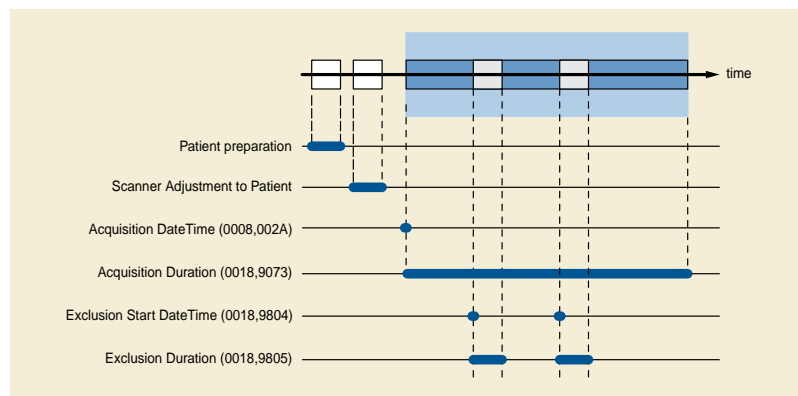 time
Patient preparation
Scanner Adjustment to Patient
Acquisition DateTime (0008,002A)
Acquisition Duration (0018,9073)
Exclusion Start DateTime (0018,9804)
Exclusion Duration (0018,9805)